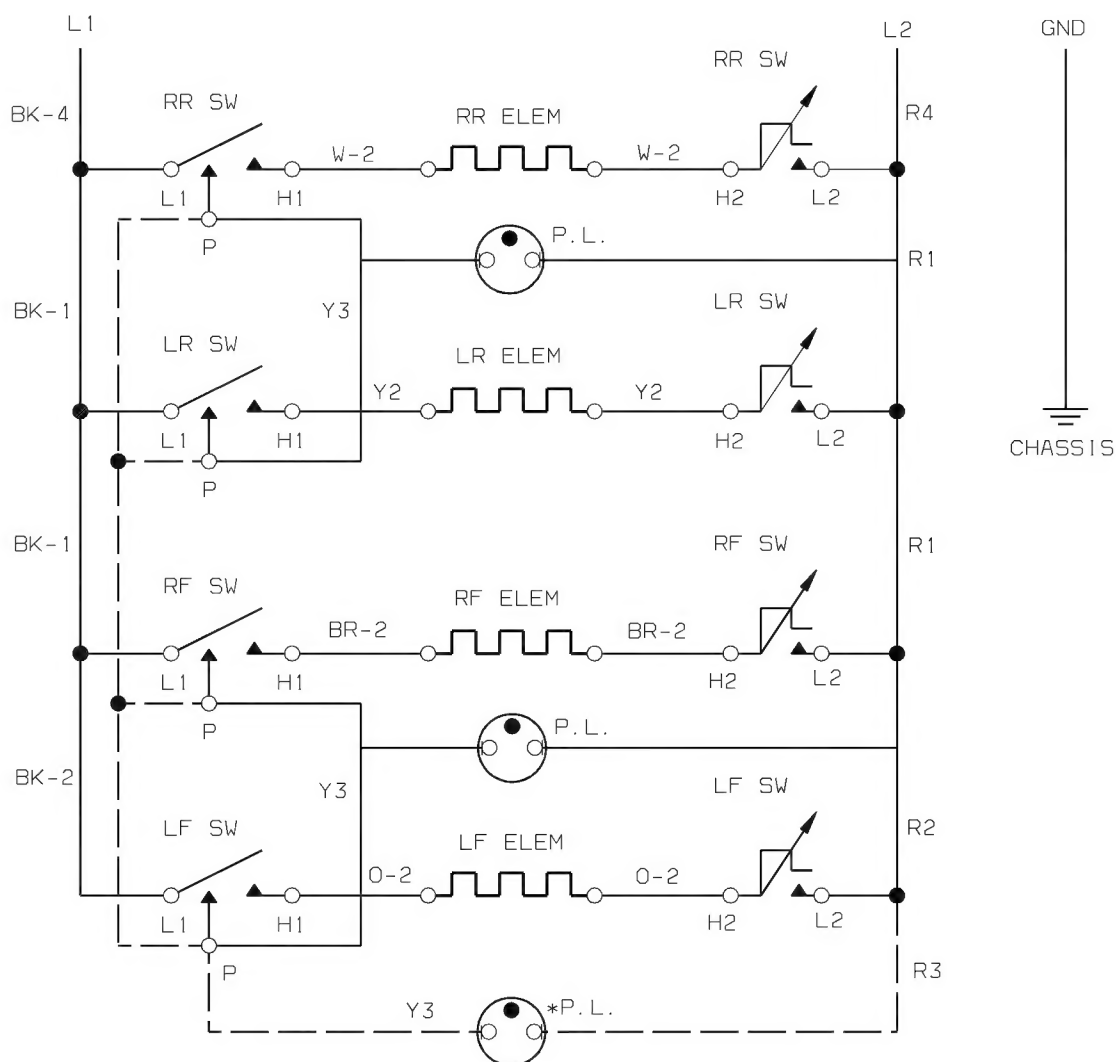 L1 L2 GND
RR SW
BK-4 RR SW RR ELEM R4
W-2 W-2
L1 H1 H2 L2
P P.L.
R1
BK-1 Y3 LR SW
LR SW LR ELEM
Y2 Y2
L1 H1 H2 L2
CHASSIS
P
BK-1 RF SW R1
RF SW RF ELEM
BR-2 BR-2
L1 H1 H2 L2
P P.L.
BK-2 Y3 LF SW
LF SW LF ELEM R2
O-2 O-2
L1 H1 H2 L2
P R3
Y3 *P.L.